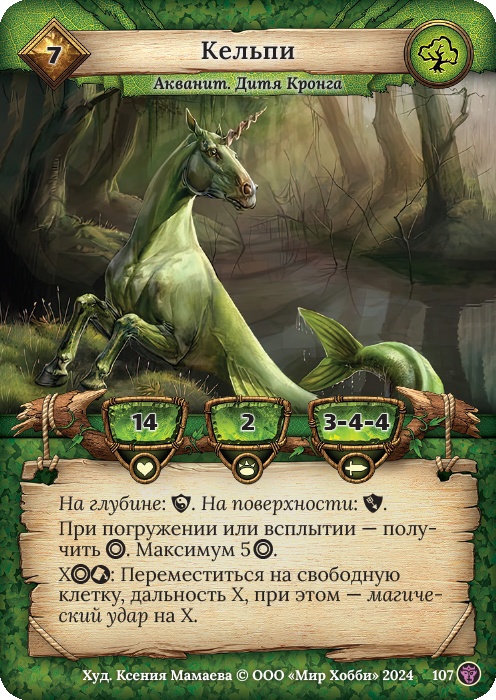 7
Кельпи
Акванит. Дитя Кронга
14
2
3-4-4
На глубине: . На поверхности: .
При погружении или всплытии — полу-
чить . Максимум 5 .
X : Переместиться на свободную
клетку, дальность X, при этом — магиче-
ский удар на X.
Худ. Ксения Мамаева © ООО «Мир Хобби» 2024
107